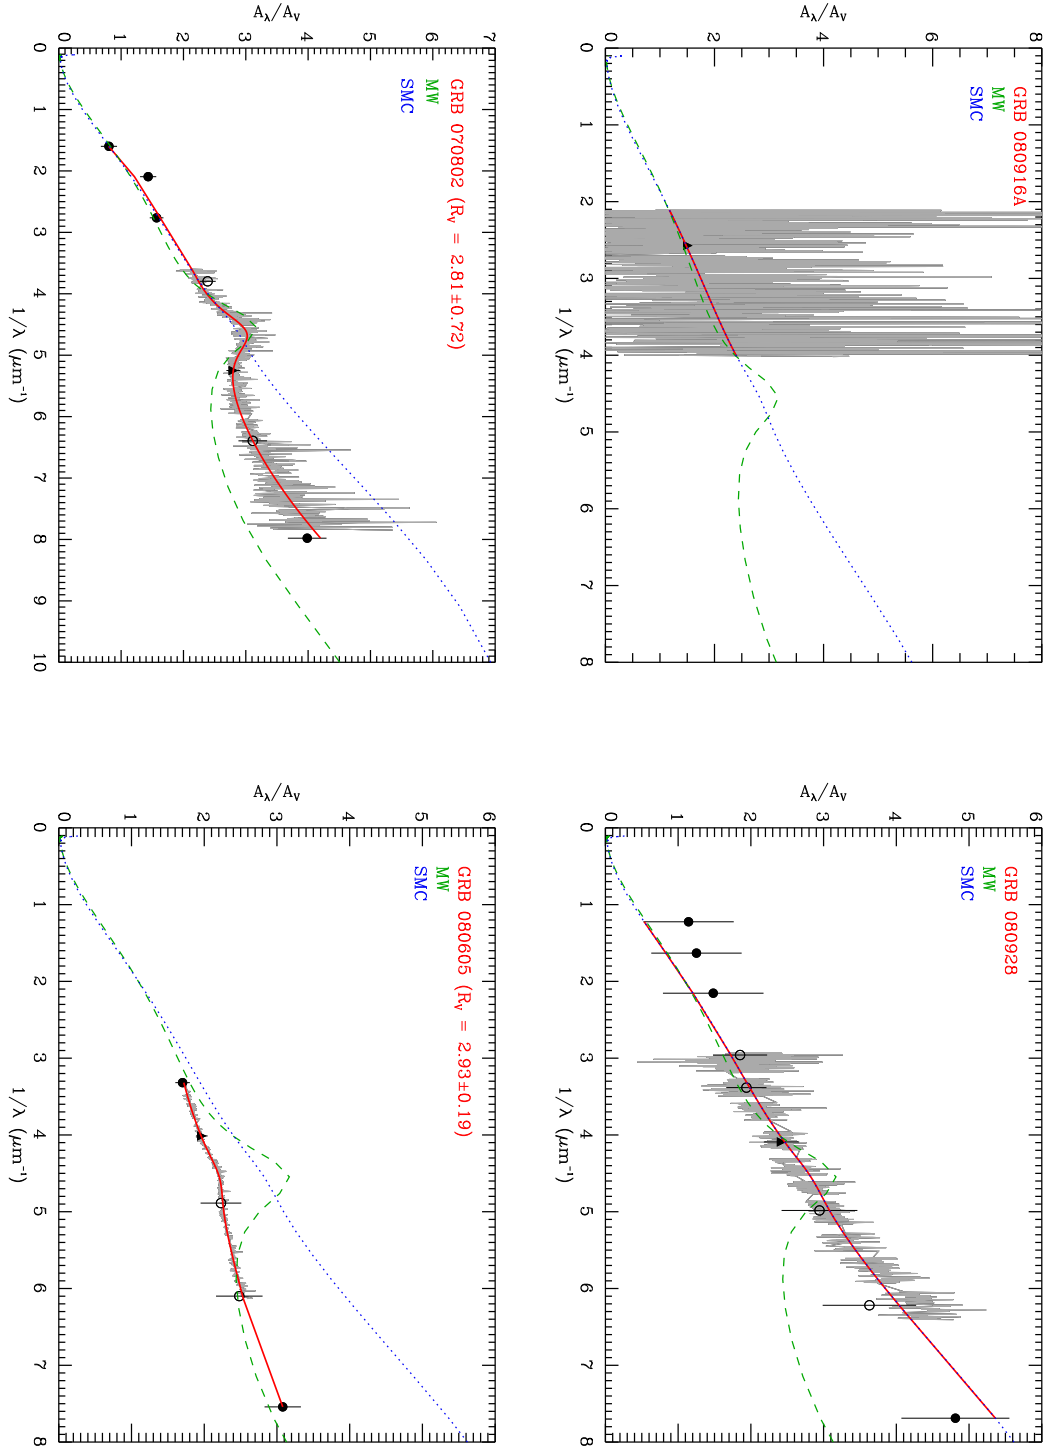 GRB 080916A
MW
SMC
8
6
4
2
0
A_λ/A_V
0 1 2 3 4 5 6 7 8
1/λ (μm⁻¹)
GRB 080928
MW
SMC
6
5
4
3
2
1
0
A_λ/A_V
0 1 2 3 4 5 6 7 8
1/λ (μm⁻¹)
GRB 070802 (R_V = 2.81±0.72)
MW
SMC
7
6
5
4
3
2
1
0
A_λ/A_V
0 1 2 3 4 5 6 7 8 9 10
1/λ (μm⁻¹)
GRB 080605 (R_V = 2.93±0.19)
MW
SMC
6
5
4
3
2
1
0
A_λ/A_V
0 1 2 3 4 5 6 7 8
1/λ (μm⁻¹)